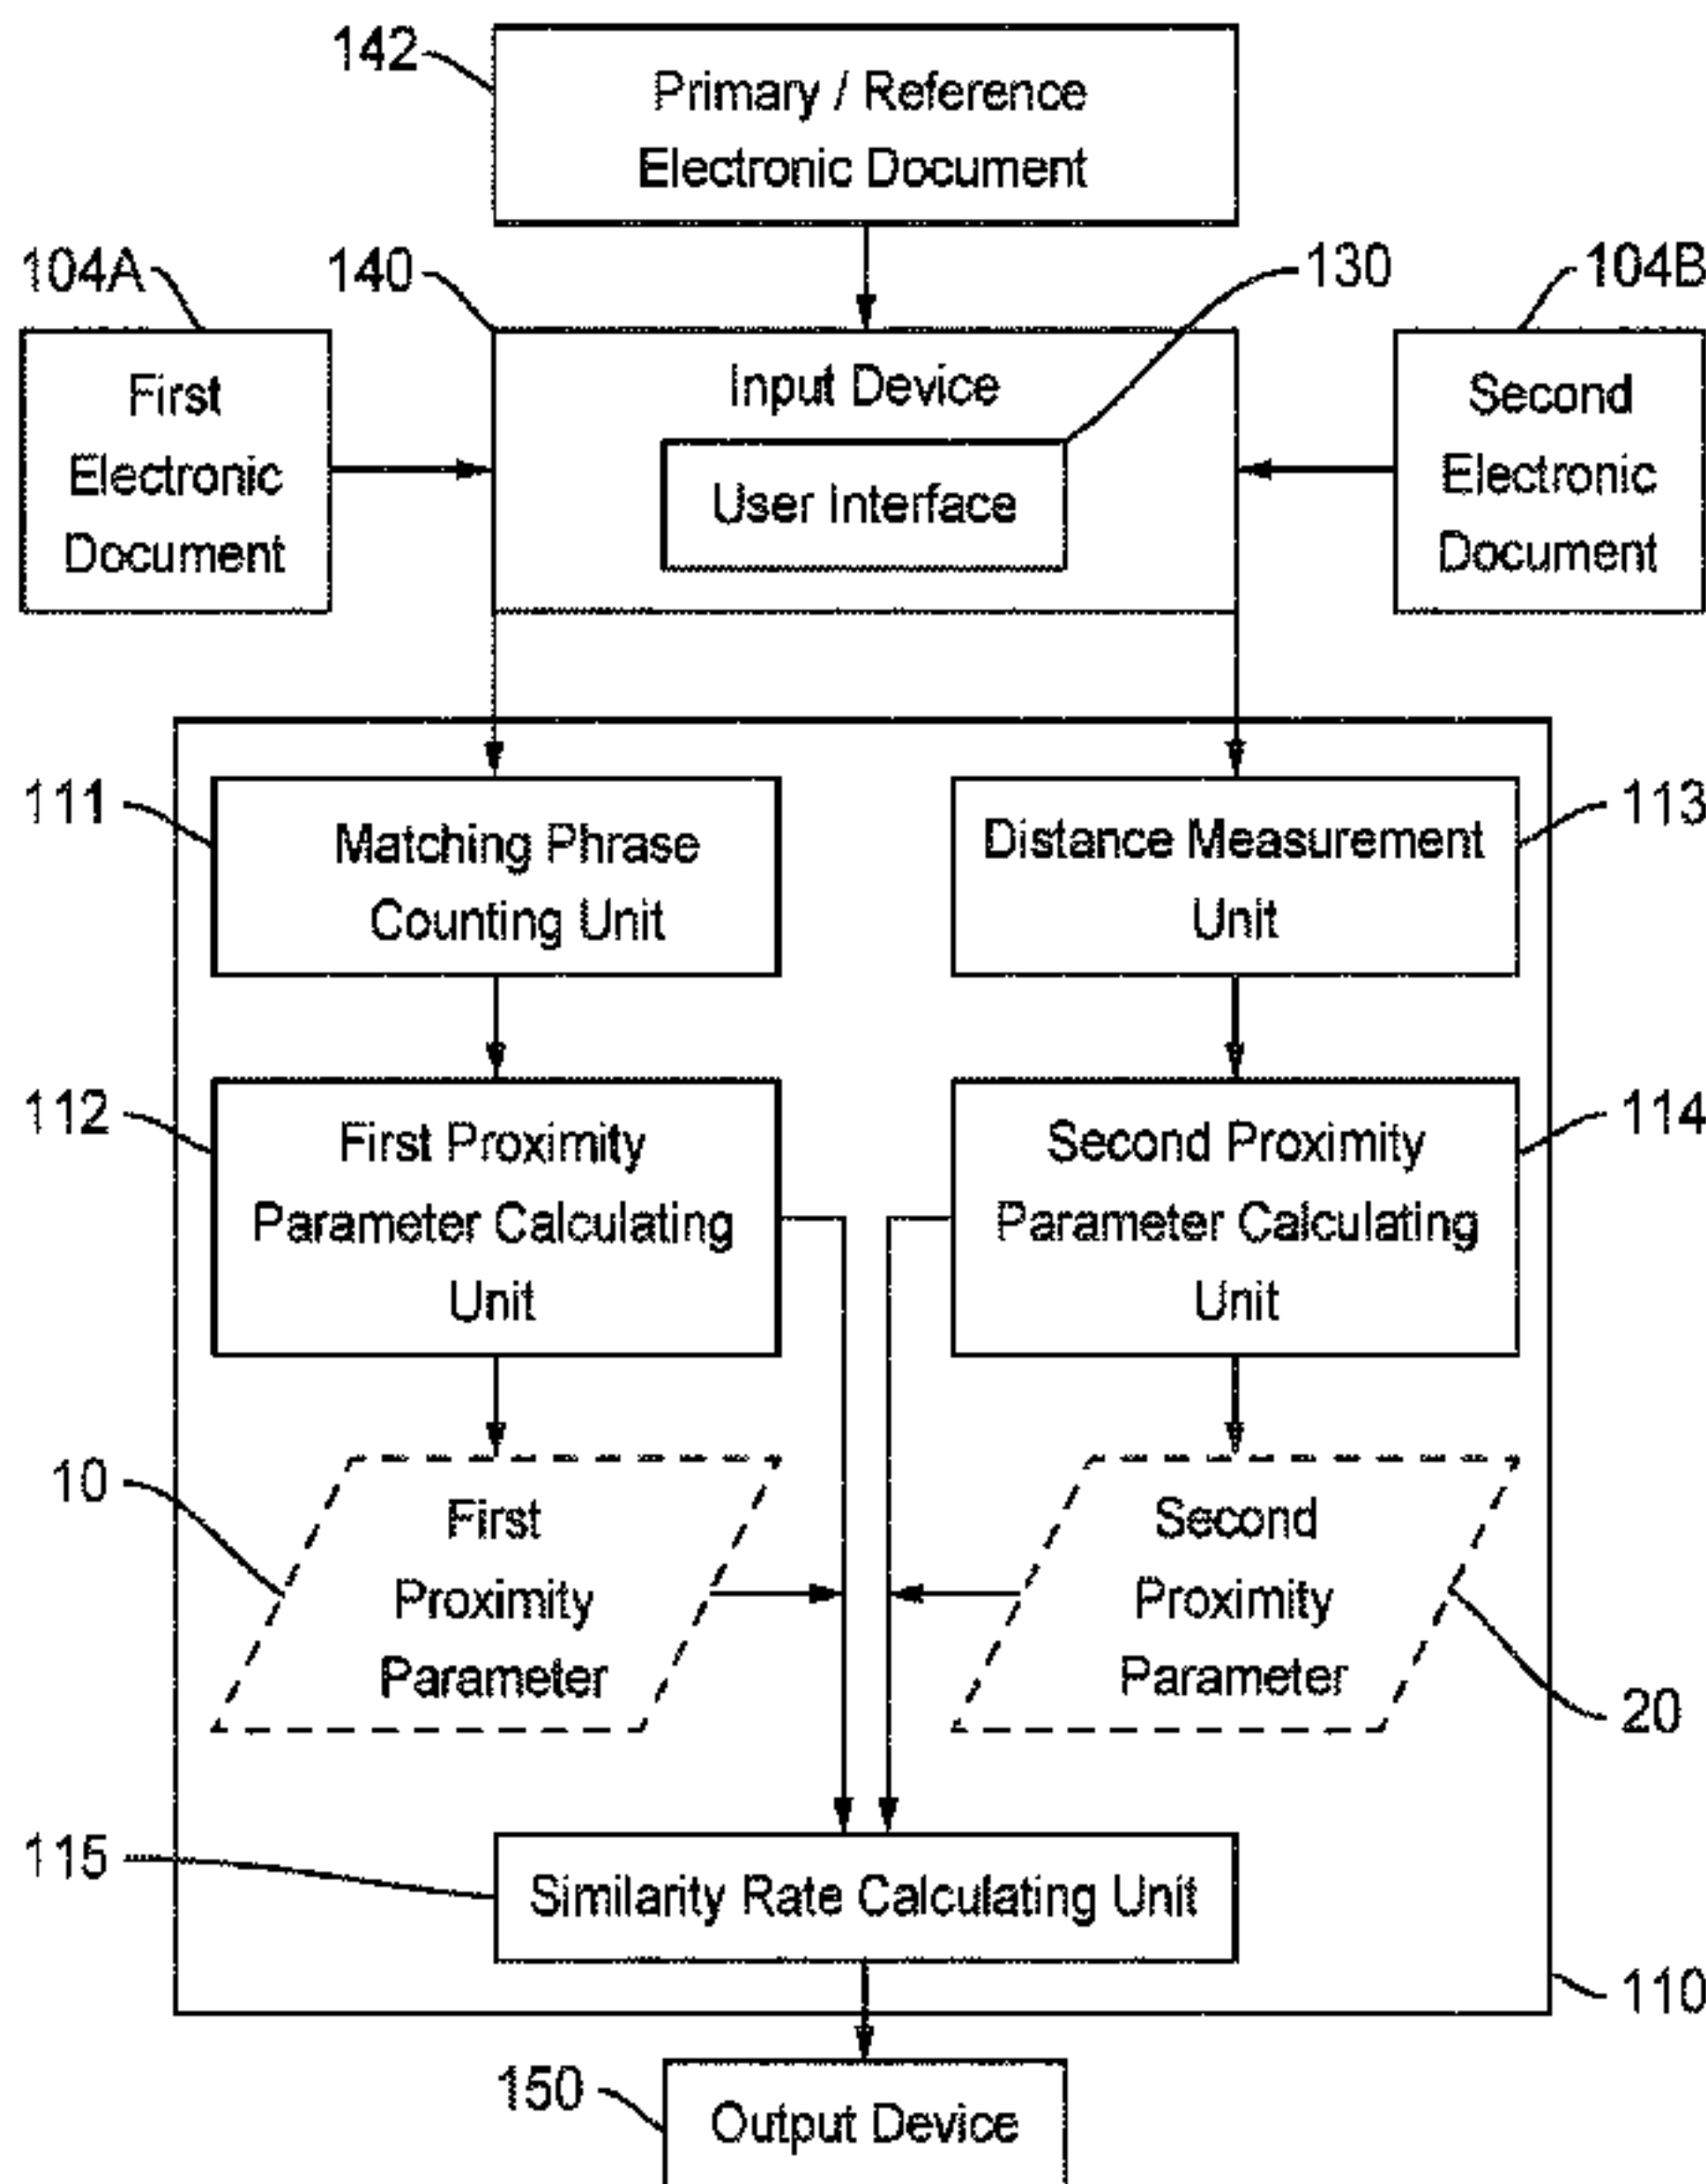 142
Primary / Reference
Electronic Document
104A
140
130
104B
First
Electronic
Document
Input Device
User Interface
Second
Electronic
Document
111
Matching Phrase
Counting Unit
Distance Measurement
Unit
113
112
First Proximity
Parameter Calculating
Unit
Second Proximity
Parameter Calculating
Unit
114
10
First
Proximity
Parameter
Second
Proximity
Parameter
20
115
Similarity Rate Calculating Unit
110
150
Output Device